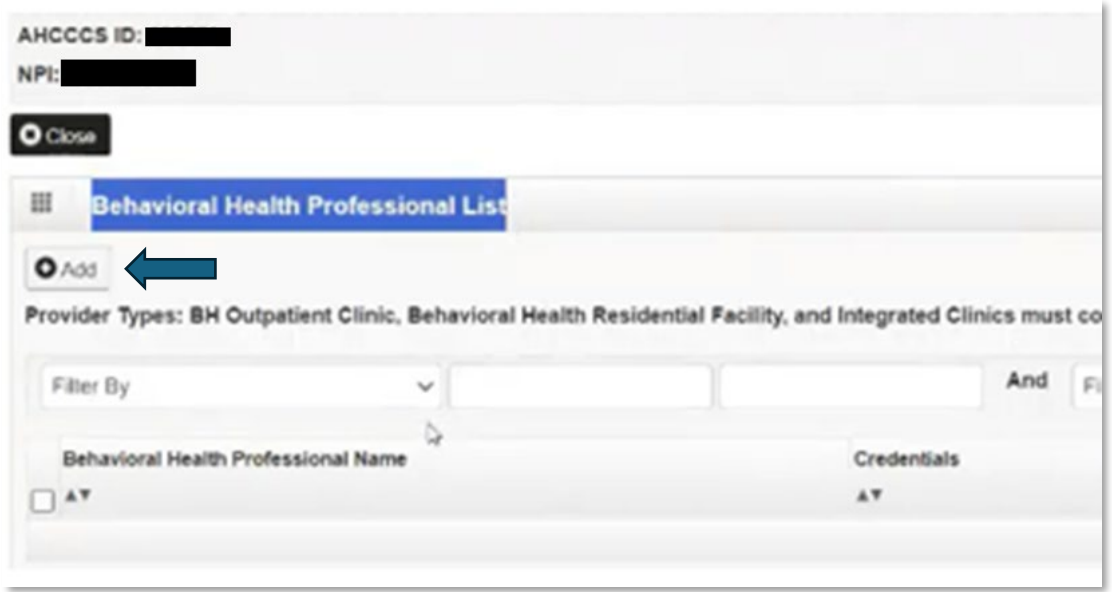 AHCCCS ID:
NPI:
Close
Behavioral Health Professional List
Add
Provider Types: BH Outpatient Clinic, Behavioral Health Residential Facility, and Integrated Clinics must co
Filter By And Fi
Behavioral Health Professional Name Credentials